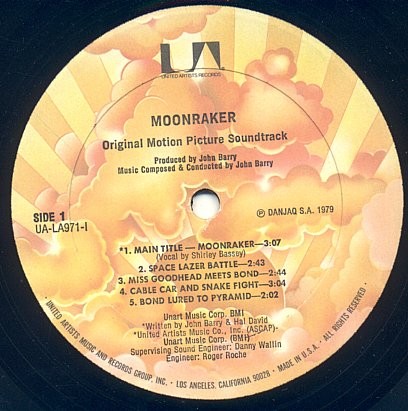 UA
UNITED ARTISTS RECORDS
MOONRAKER
Original Motion Picture Soundtrack
Produced by John Barry
Music Composed & Conducted by John Barry
SIDE 1
UA-LA971-I
Ⓟ DANJAQ S.A. 1979
*1. MAIN TITLE — MOONRAKER—3:07
(Vocal by Shirley Bassey)
2. SPACE LAZER BATTLE—2:43
3. MISS GOODHEAD MEETS BOND—2:44
4. CABLE CAR AND SNAKE FIGHT—3:04
5. BOND LURED TO PYRAMID—2:02
Unart Music Corp. BMI
*Written by John Barry & Hal David
*United Artists Music Co., Inc. (ASCAP)
Unart Music Corp. (BMI)
Supervising Sound Engineer: Danny Wallin
Engineer: Roger Roche
UNITED ARTISTS MUSIC AND RECORDS GROUP, INC. • LOS ANGELES, CALIFORNIA 90028 • MADE IN U.S.A. • ALL RIGHTS RESERVED •